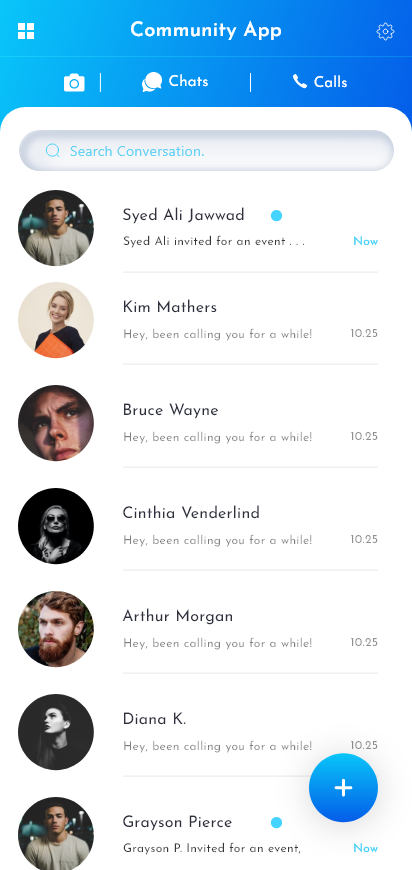 Community App
Chats
Calls
Search Conversation.
Syed Ali Jawwad
Syed Ali invited for an event . . .
Now
Kim Mathers
Hey, been calling you for a while!
10.25
Bruce Wayne
Hey, been calling you for a while!
10.25
Cinthia Venderlind
Hey, been calling you for a while!
10.25
Arthur Morgan
Hey, been calling you for a while!
10.25
Diana K.
Hey, been calling you for a while!
10.25
Grayson Pierce
Grayson P. Invited for an event,
Now